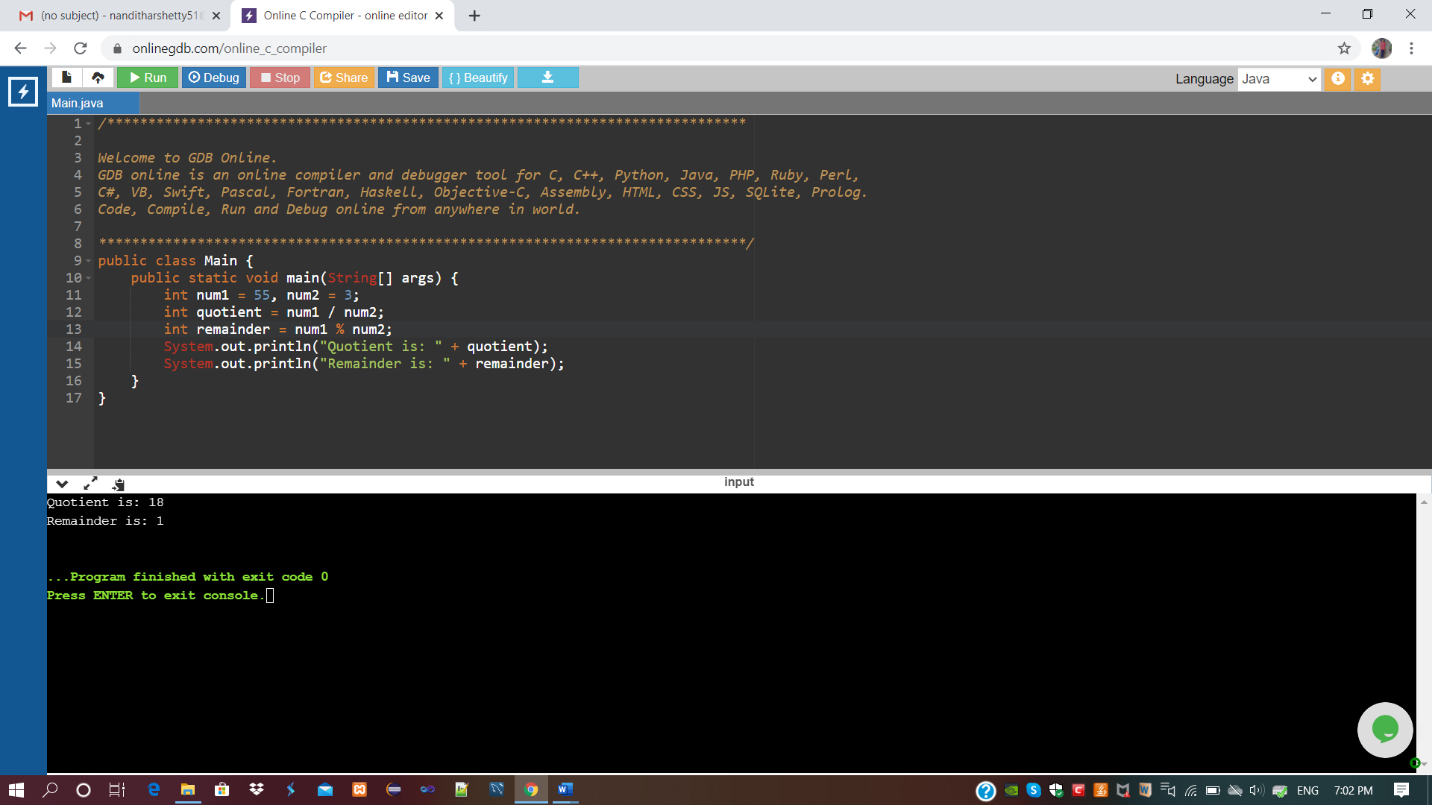 (no subject) - nanditharshetty51
Online C Compiler - online editor
onlinegdb.com/online_c_compiler
Run Debug Stop Share Save { } Beautify
Language Java
Main.java
1 /******************************************************************************
2
3 Welcome to GDB Online.
4 GDB online is an online compiler and debugger tool for C, C++, Python, Java, PHP, Ruby, Perl,
5 C#, VB, Swift, Pascal, Fortran, Haskell, Objective-C, Assembly, HTML, CSS, JS, SQLite, Prolog.
6 Code, Compile, Run and Debug online from anywhere in world.
7
8 *******************************************************************************/
9 public class Main {
10 public static void main(String[] args) {
11 int num1 = 55, num2 = 3;
12 int quotient = num1 / num2;
13 int remainder = num1 % num2;
14 System.out.println("Quotient is: " + quotient);
15 System.out.println("Remainder is: " + remainder);
16 }
17 }
input
Quotient is: 18
Remainder is: 1
...Program finished with exit code 0
Press ENTER to exit console.
ENG 7:02 PM